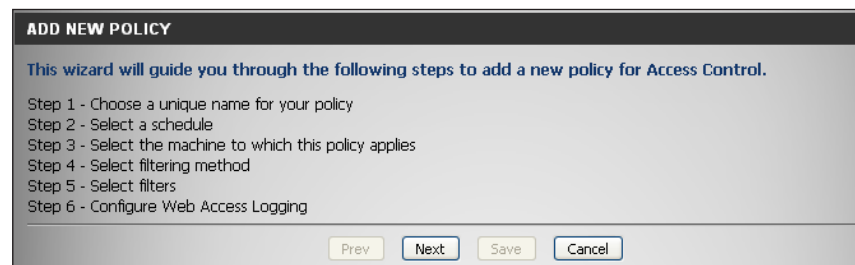 ADD NEW POLICY
This wizard will guide you through the following steps to add a new policy for Access Control.
Step 1 - Choose a unique name for your policy
Step 2 - Select a schedule
Step 3 - Select the machine to which this policy applies
Step 4 - Select filtering method
Step 5 - Select filters
Step 6 - Configure Web Access Logging
Prev Next Save Cancel